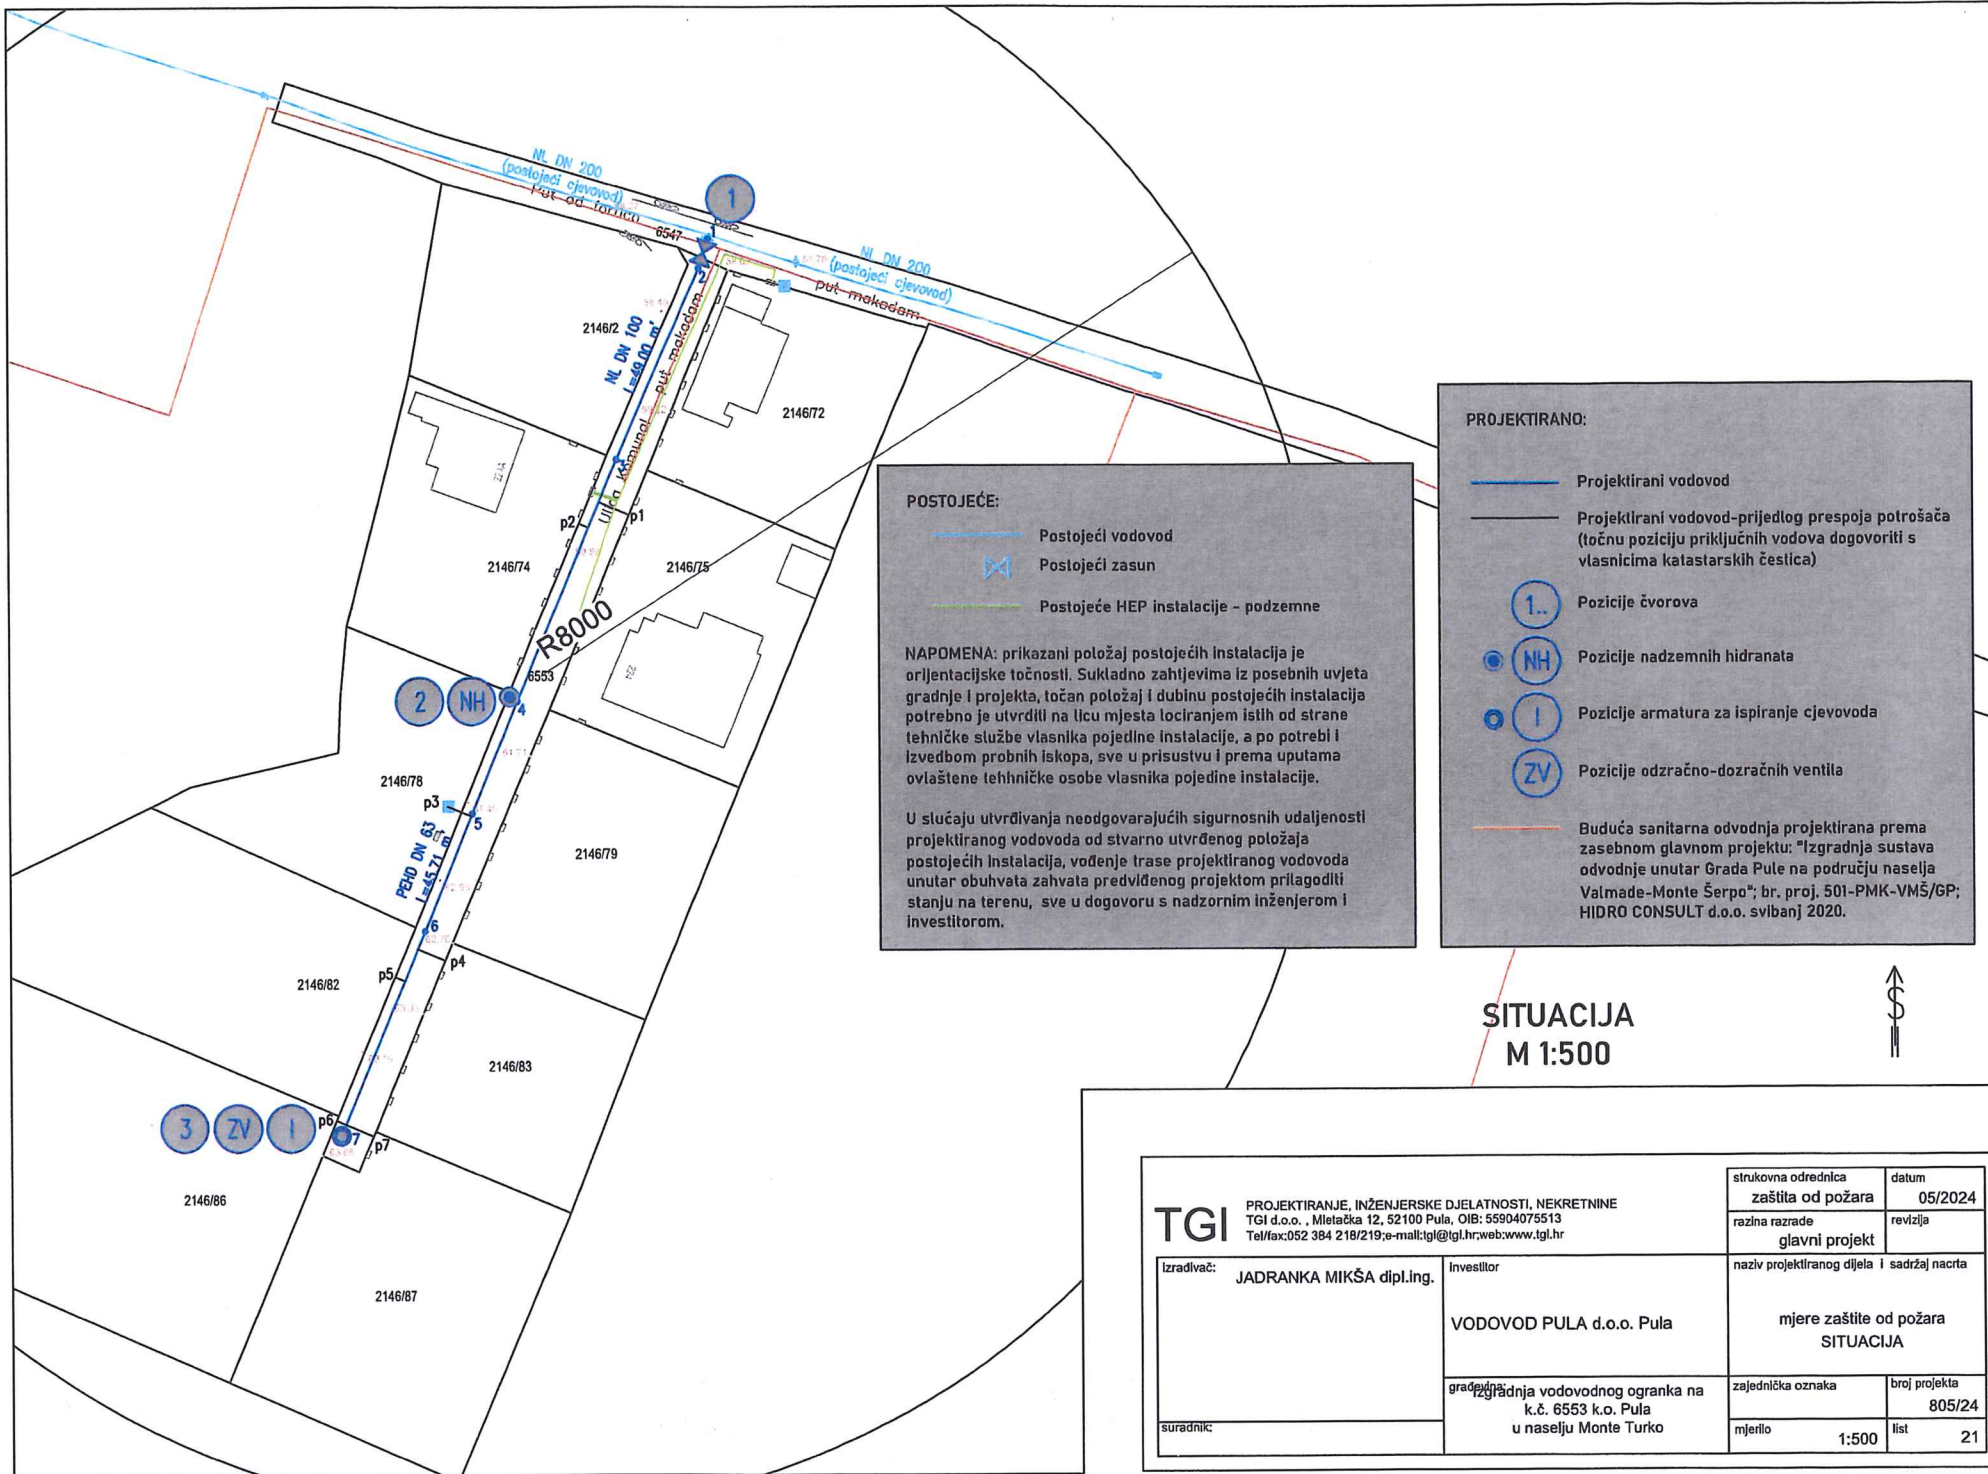 NL DN 200
(postojeći cjevovod)
1
6547
1
NL DN 200
(postojeći cjevovod)
put makadam
2146/2
NL DN 100
L=49.00 m'
put makadam
2146/72
3
p2
p1
2146/74
2146/75
R8000
6553
224
2
NH
4
2146/78
p3
5
PEHD DN 63
L=45.71 m'
2146/79
6
p4
p5
2146/82
2146/83
3
ZV
I
p6
7
p7
2146/86
2146/87
POSTOJEĆE:
Postojeći vodovod
Postojeći zasun
Postojeće HEP instalacije - podzemne
NAPOMENA: prikazani položaj postojećih instalacija je
orijentacijske točnosti. Sukladno zahtjevima iz posebnih uvjeta
gradnje i projekta, točan položaj i dubinu postojećih instalacija
potrebno je utvrditi na licu mjesta lociranjem istih od strane
tehničke službe vlasnika pojedine instalacije, a po potrebi i
izvedbom probnih iskopa, sve u prisustvu i prema uputama
ovlaštene tehhničke osobe vlasnika pojedine instalacije.
U slučaju utvrđivanja neodgovarajućih sigurnosnih udaljenosti
projektiranog vodovoda od stvarno utvrđenog položaja
postojećih instalacija, vođenje trase projektiranog vodovoda
unutar obuhvata zahvata predviđenog projektom prilagoditi
stanju na terenu, sve u dogovoru s nadzornim inženjerom i
investitorom.
PROJEKTIRANO:
Projektirani vodovod
Projektirani vodovod-prijedlog prespoja potrošača
(točnu poziciju priključnih vodova dogovoriti s
vlasnicima katastarskih čestica)
1..
Pozicije čvorova
NH
Pozicije nadzemnih hidranata
I
Pozicije armatura za ispiranje cjevovoda
ZV
Pozicije odzračno-dozračnih ventila
Buduća sanitarna odvodnja projektirana prema
zasebnom glavnom projektu: "Izgradnja sustava
odvodnje unutar Grada Pule na području naselja
Valmade-Monte Šerpo"; br. proj. 501-PMK-VMŠ/GP;
HIDRO CONSULT d.o.o. svibanj 2020.
SITUACIJA
M 1:500
S
TGI
PROJEKTIRANJE, INŽENJERSKE DJELATNOSTI, NEKRETNINE
TGI d.o.o. , Mletačka 12, 52100 Pula, OIB: 55904075513
Tel/fax:052 384 218/219;e-mail:tgi@tgi.hr;web:www.tgi.hr
strukovna odrednica
zaštita od požara
datum
05/2024
razina razrade
glavni projekt
revizija
izrađivač:
JADRANKA MIKŠA dipl.ing.
investitor
VODOVOD PULA d.o.o. Pula
naziv projektiranog dijela i sadržaj nacrta
mjere zaštite od požara
SITUACIJA
građevina:
Izgradnja vodovodnog ogranka na
k.č. 6553 k.o. Pula
u naselju Monte Turko
zajednička oznaka
broj projekta
805/24
suradnik:
mjerilo
1:500
list
21